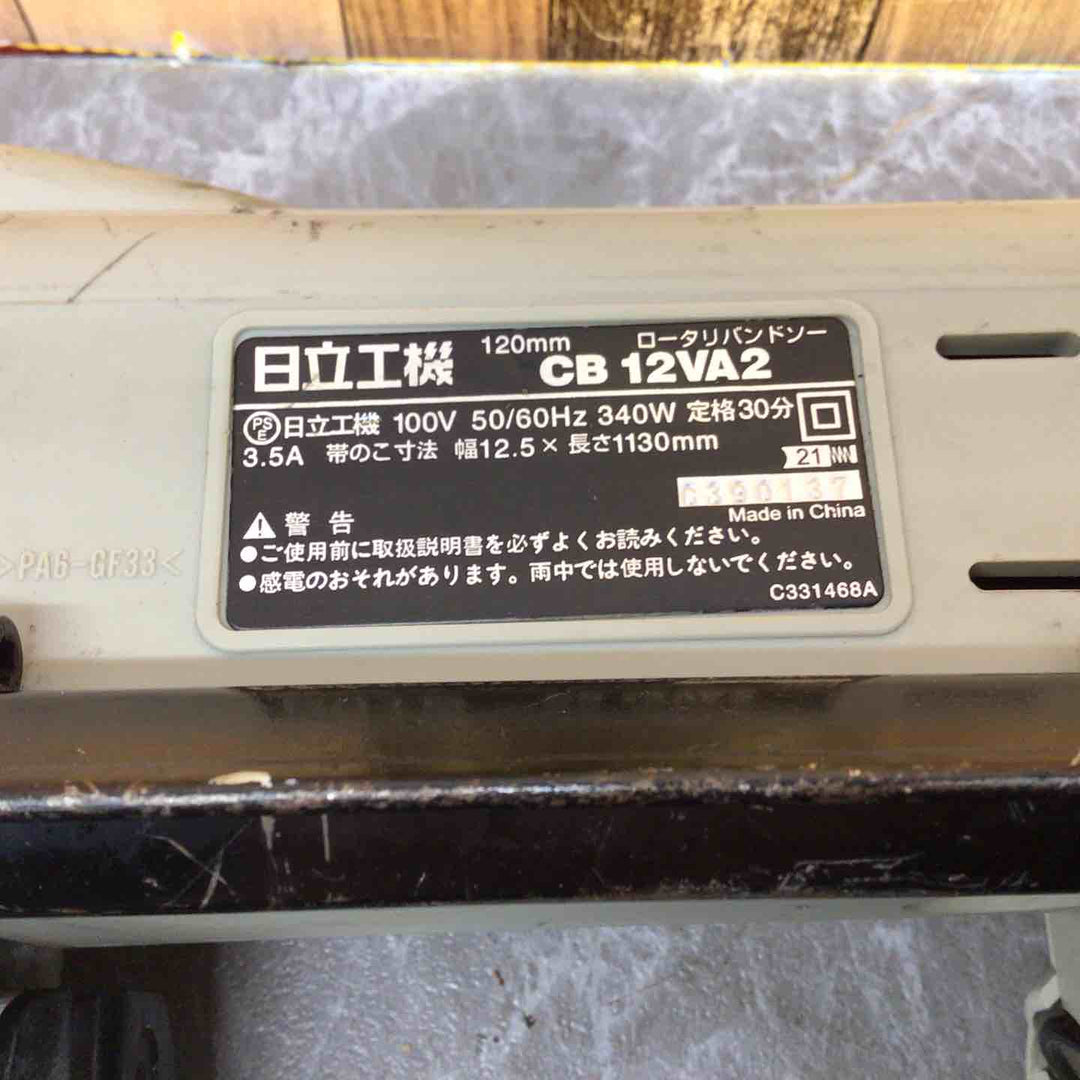 日立工機 120mm ロータリバンドソー
CB 12VA2
PSE 日立工機 100V 50/60Hz 340W 定格30分
3.5A 帯のこ寸法 幅12.5×長さ1130mm
21
C390137
Made in China
警告
●ご使用前に取扱説明書を必ずよくお読みください。
●感電のおそれがあります。雨中では使用しないでください。
C331468A
>PA6-GF33<